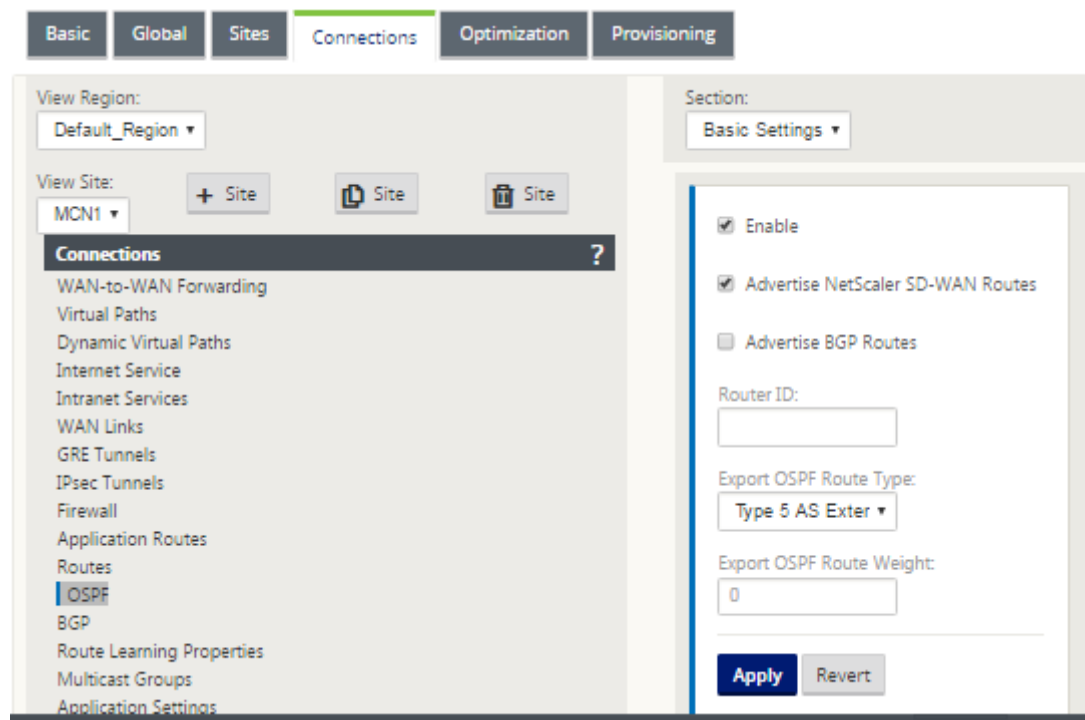 Basic Global Sites Connections Optimization Provisioning
View Region:
Default_Region
View Site:
MCN1
+ Site
Site
Site
Connections ?
WAN-to-WAN Forwarding
Virtual Paths
Dynamic Virtual Paths
Internet Service
Intranet Services
WAN Links
GRE Tunnels
IPsec Tunnels
Firewall
Application Routes
Routes
OSPF
BGP
Route Learning Properties
Multicast Groups
Application Settings
Section:
Basic Settings
Enable
Advertise NetScaler SD-WAN Routes
Advertise BGP Routes
Router ID:
Export OSPF Route Type:
Type 5 AS Exter
Export OSPF Route Weight:
0
Apply Revert